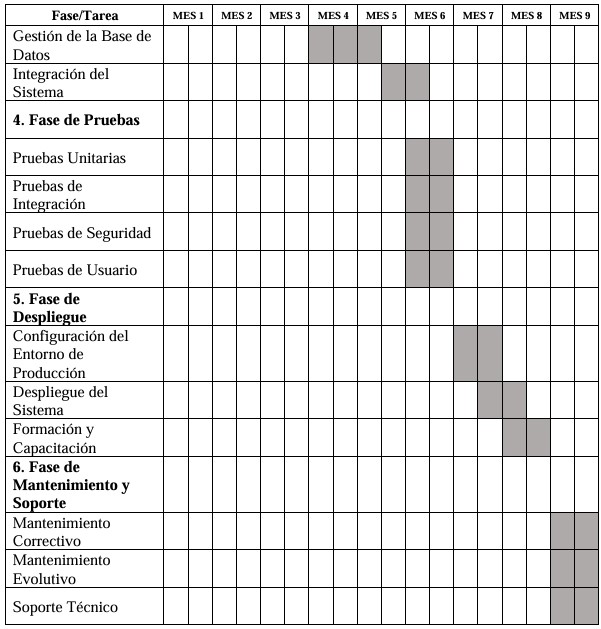 Fase/Tarea MES 1 MES 2 MES 3 MES 4 MES 5 MES 6 MES 7 MES 8 MES 9
Gestión de la Base de
Datos
Integración del
Sistema
4. Fase de Pruebas
Pruebas Unitarias
Pruebas de
Integración
Pruebas de Seguridad
Pruebas de Usuario
5. Fase de
Despliegue
Configuración del
Entorno de
Producción
Despliegue del
Sistema
Formación y
Capacitación
6. Fase de
Mantenimiento y
Soporte
Mantenimiento
Correctivo
Mantenimiento
Evolutivo
Soporte Técnico